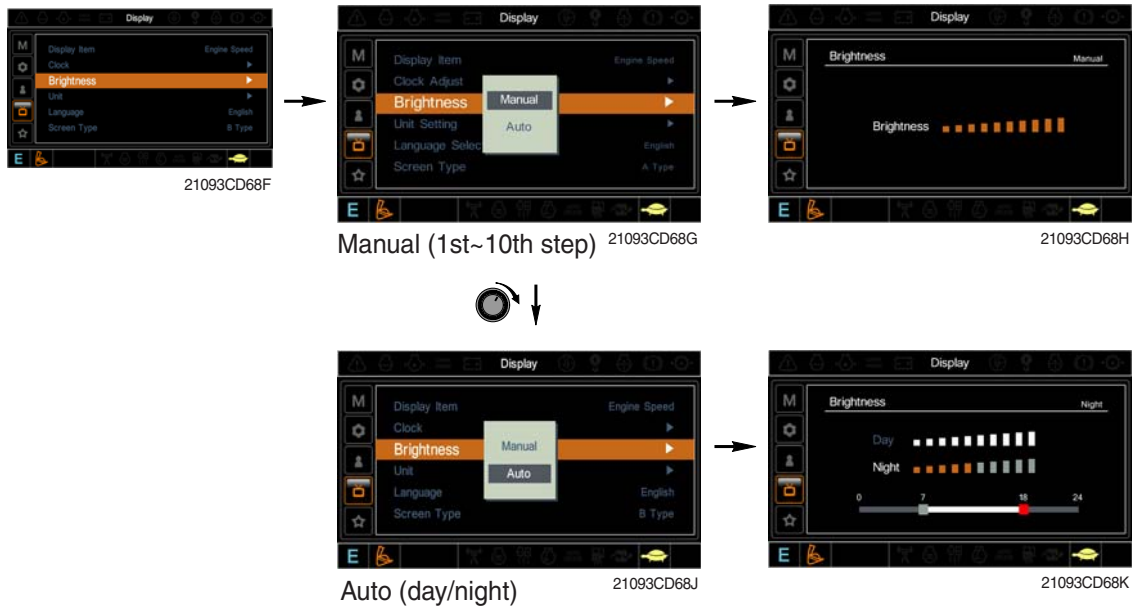 Display
M
Display Item Engine Speed
Clock
Brightness
Unit
Language English
Screen Type B Type
E
21093CD68F
Display
M
Display Item Engine Speed
Clock Adjust
Brightness
Unit Setting
Language Selec English
Screen Type A Type
Manual
Auto
E
Manual (1st~10th step) 21093CD68G
Display
M
Brightness Manual
Brightness
E
21093CD68H
Display
M
Display Item Engine Speed
Clock
Brightness
Unit
Language English
Screen Type B Type
Manual
Auto
E
Auto (day/night) 21093CD68J
Display
M
Brightness Night
Day
Night
0 7 18 24
E
21093CD68K